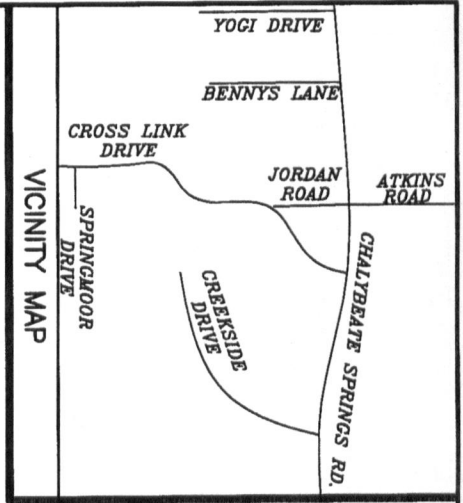 YOGI DRIVE
BENNYS LANE
CROSS LINK
DRIVE
JORDAN
ROAD
ATKINS
ROAD
SPRINGMOOR
DRIVE
VICINITY MAP
CREEKSIDE
DRIVE
CHALYBEATE SPRINGS RD.